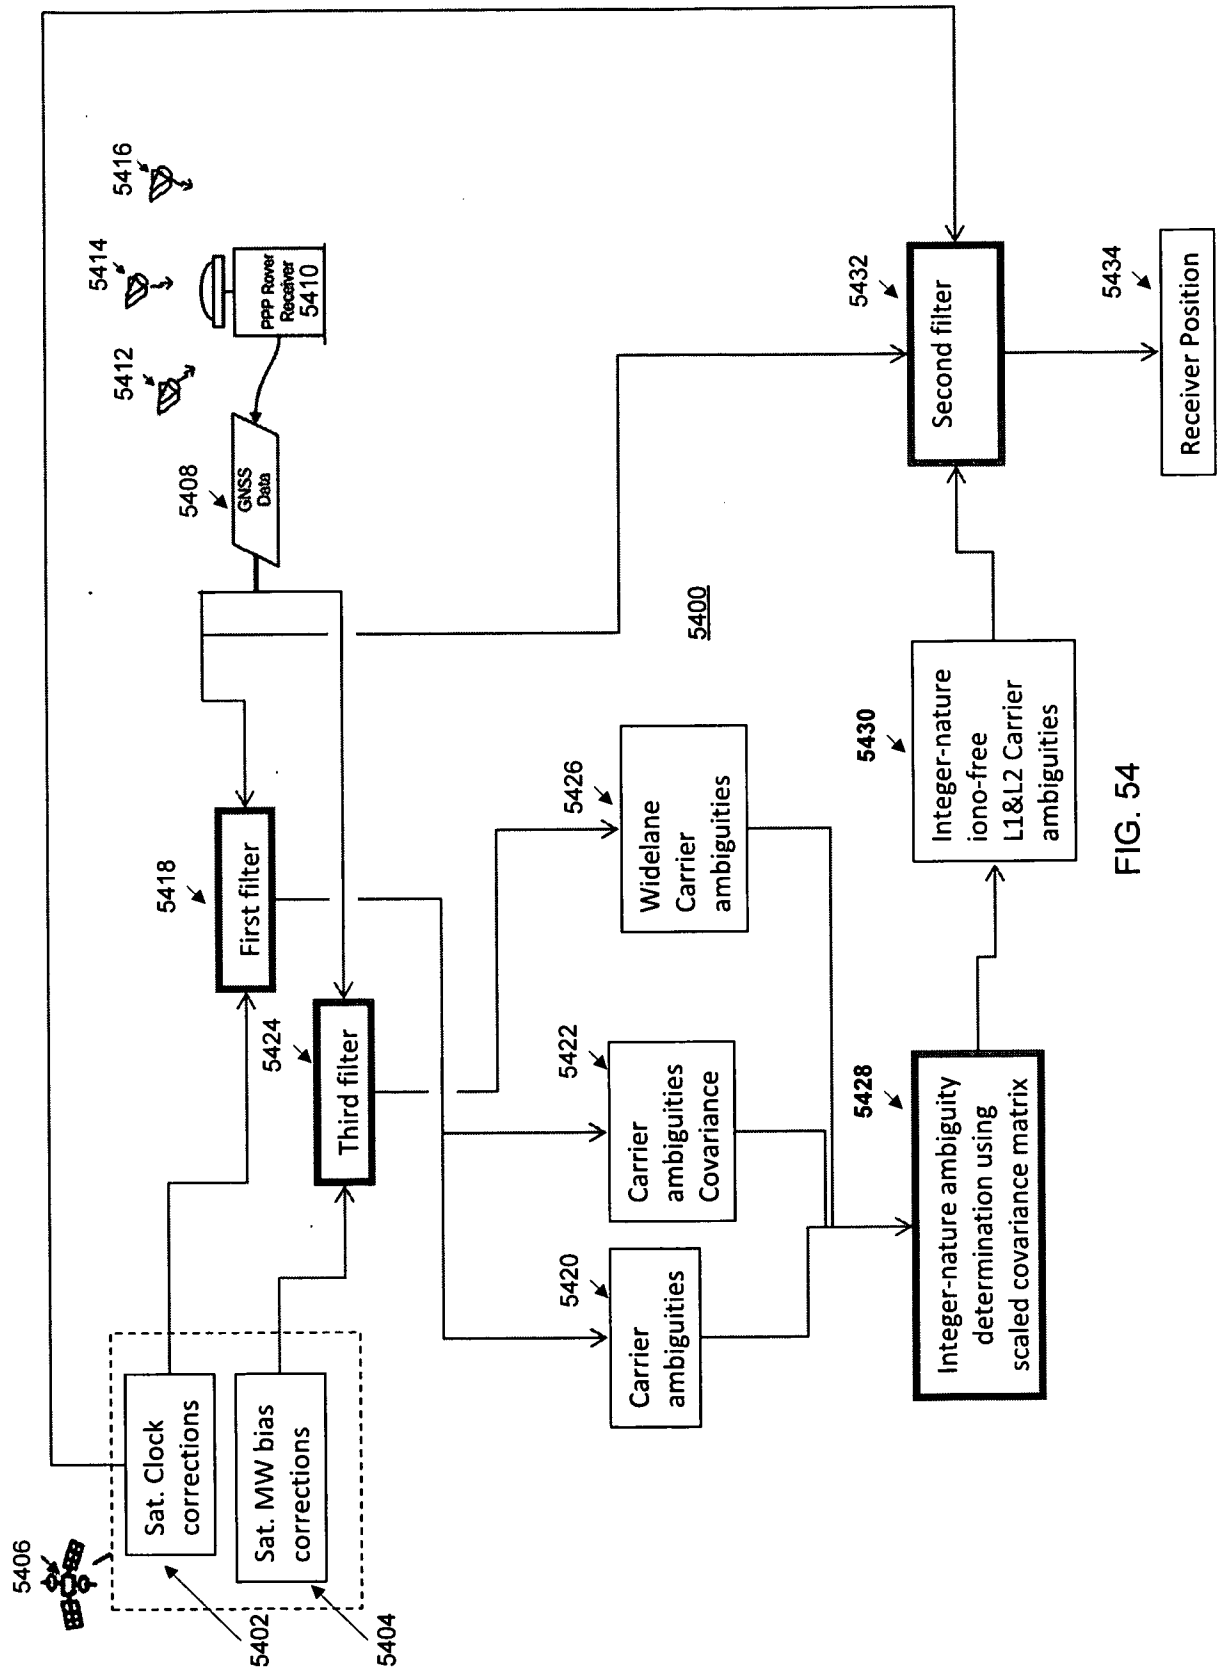 5406
5402
5404
Sat. Clock
corrections
Sat. MW bias
corrections
5412
5414
5416
PPP Rover
Receiver
5410
5408
GNSS
Data
5418
First filter
5424
Third filter
5420
Carrier
ambiguities
5422
Carrier
ambiguities
Covariance
5426
Widelane
Carrier
ambiguities
5400
5428
Integer-nature ambiguity
determination using
scaled covariance matrix
5430
Integer-nature
iono-free
L1&L2 Carrier
ambiguities
5432
Second filter
5434
Receiver Position
FIG. 54